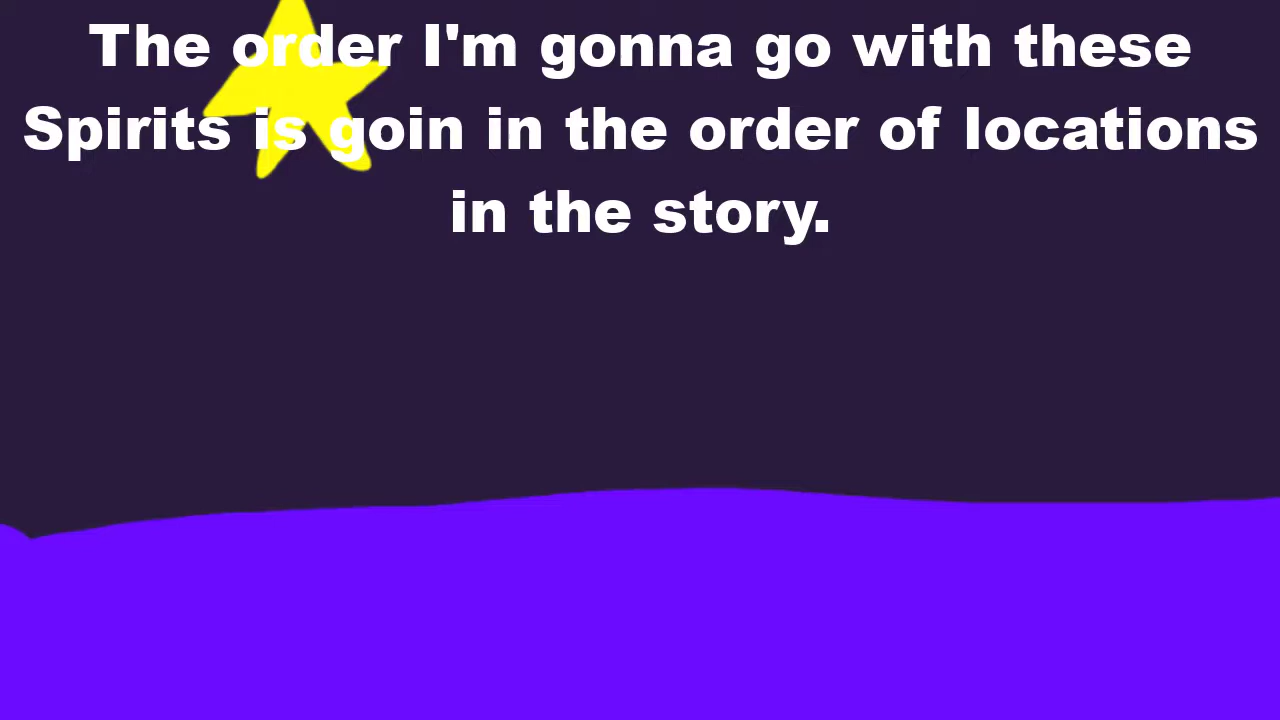 The order I'm gonna go with these
Spirits is goin in the order of locations
in the story.